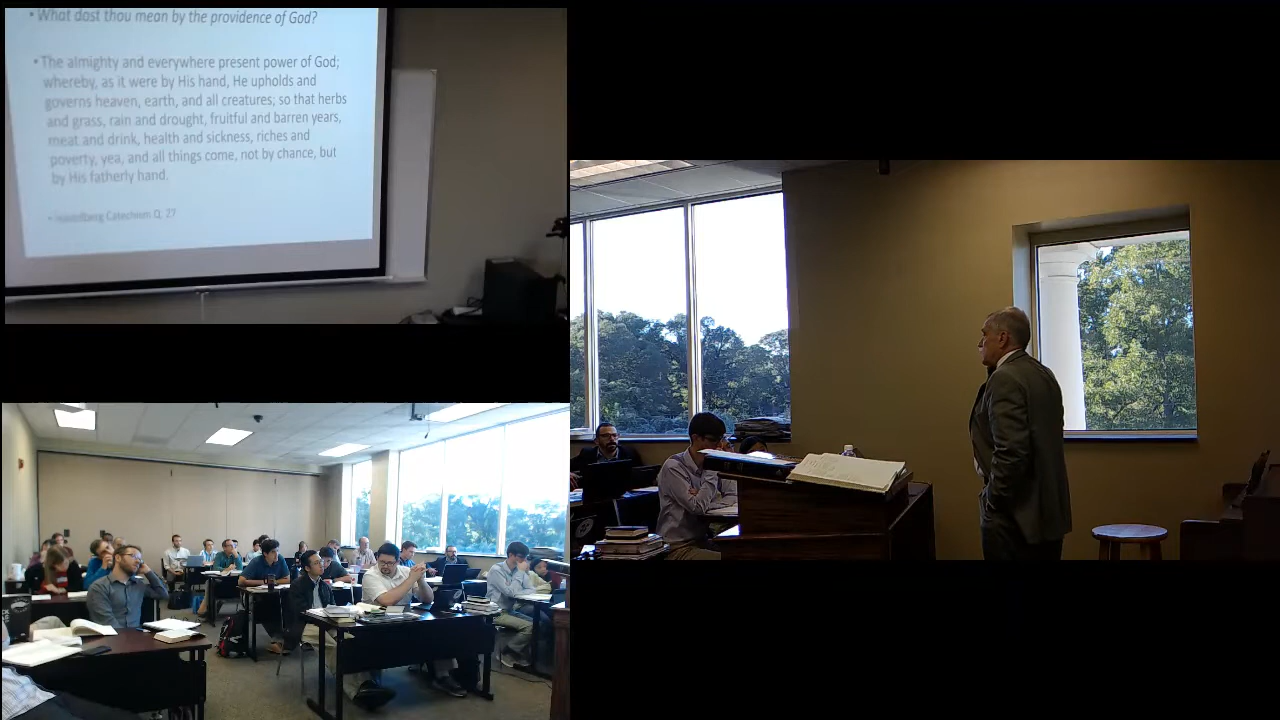 • What dost thou mean by the providence of God?
• The almighty and everywhere present power of God;
whereby, as it were by His hand, He upholds and
governs heaven, earth, and all creatures; so that herbs
and grass, rain and drought, fruitful and barren years,
meat and drink, health and sickness, riches and
poverty, yea, and all things come, not by chance, but
by His fatherly hand.
• Heidelberg Catechism Q. 27